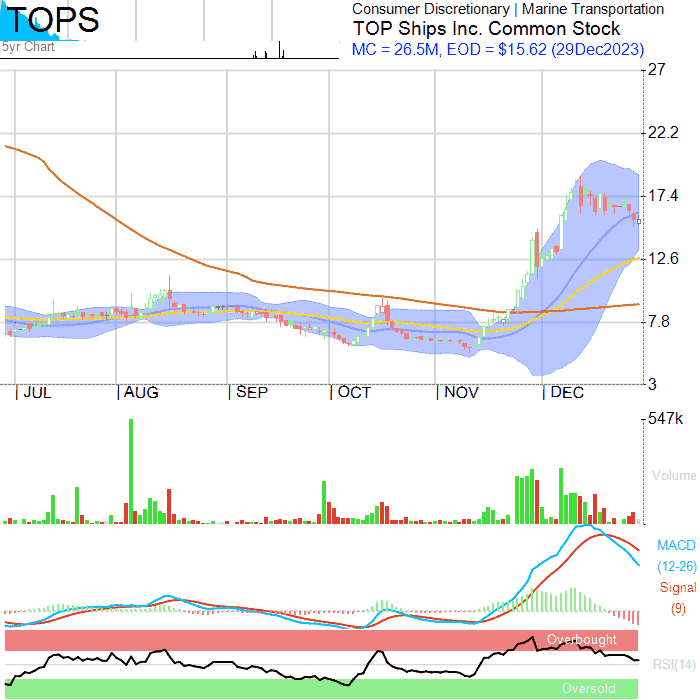 TOPS
5yr Chart
Consumer Discretionary | Marine Transportation
TOP Ships Inc. Common Stock
MC = 26.5M, EOD = $15.62 (29Dec2023)
27
22.2
17.4
12.6
7.8
3
|JUL |AUG |SEP |OCT |NOV |DEC
547k
Volume
MACD
(12-26)
Signal
(9)
Overbought
RSI(14)
Oversold